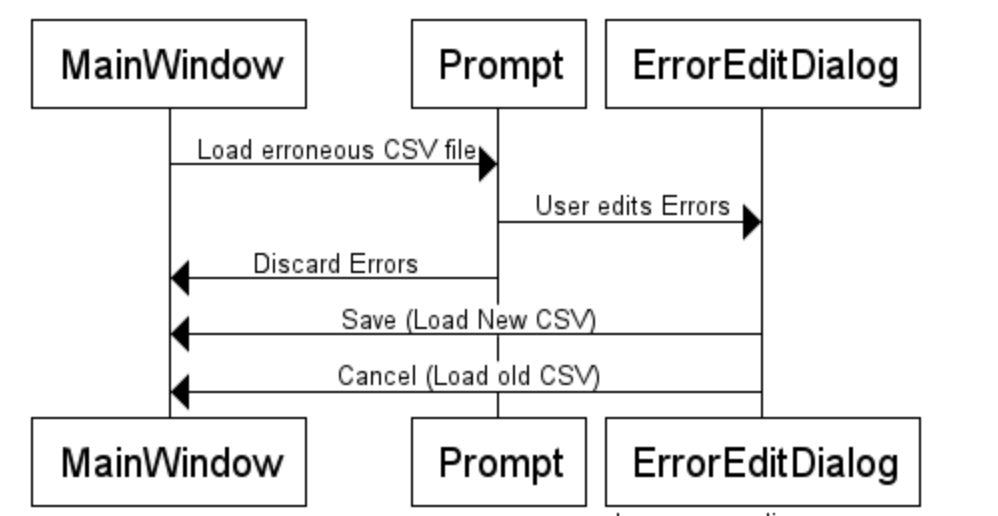 MainWindow Prompt ErrorEditDialog
Load erroneous CSV file
User edits Errors
Discard Errors
Save (Load New CSV)
Cancel (Load old CSV)
MainWindow Prompt ErrorEditDialog